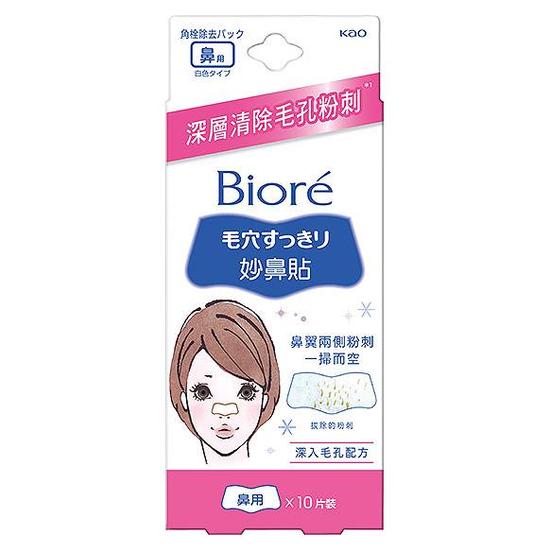 角栓除去パック
鼻用
白色タイプ
Kao
深層清除毛孔粉刺*1
Bioré
毛穴すっきり
妙鼻貼
鼻翼兩側粉刺
一掃而空
拔除的粉刺
深入毛孔配方
鼻用
×10片裝